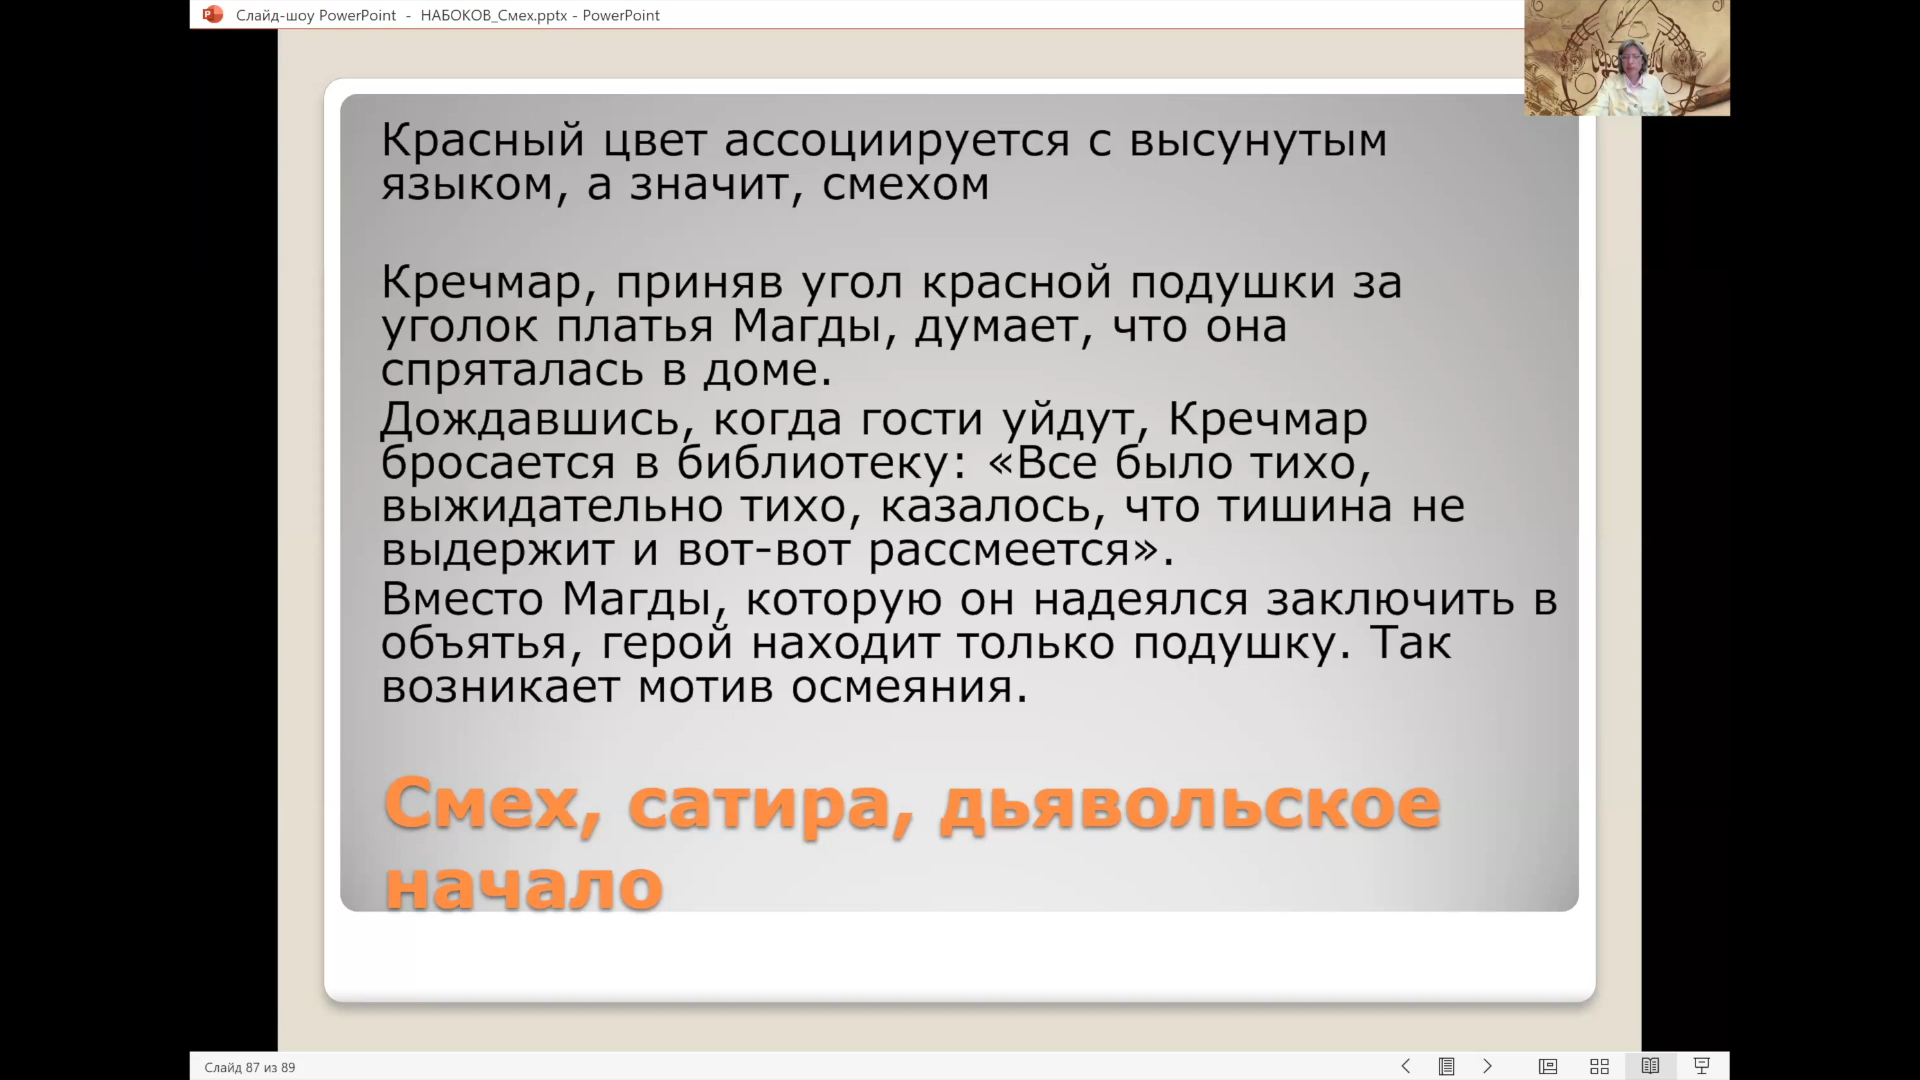 Слайд-шоу PowerPoint - НАБОКОВ_Смех.pptx - PowerPoint
Красный цвет ассоциируется с высунутым
языком, а значит, смехом
Кречмар, приняв угол красной подушки за
уголок платья Магды, думает, что она
спряталась в доме.
Дождавшись, когда гости уйдут, Кречмар
бросается в библиотеку: «Все было тихо,
выжидательно тихо, казалось, что тишина не
выдержит и вот-вот рассмеется».
Вместо Магды, которую он надеялся заключить в
объятья, герой находит только подушку. Так
возникает мотив осмеяния.
Смех, сатира, дьявольское
начало
Слайд 87 из 89